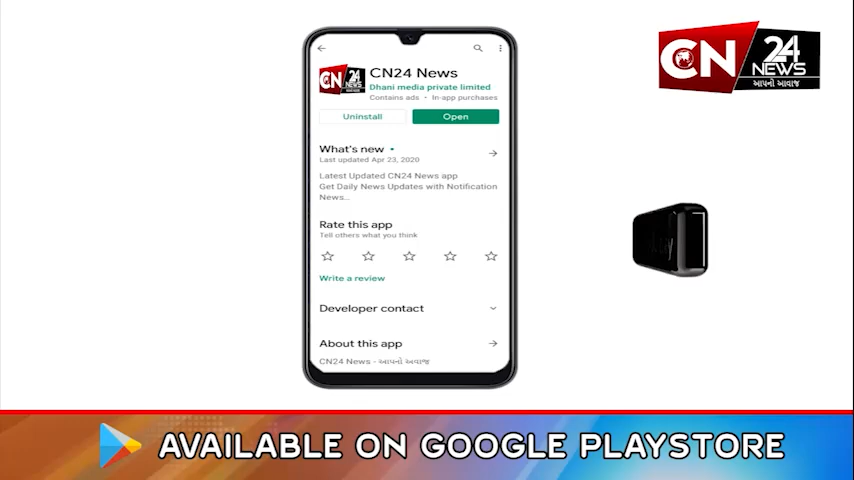 CN24 News
Dhani media private limited
Contains ads • In-app purchases
Uninstall
Open
What's new •
Last updated Apr 23, 2020
Latest Updated CN24 News app
Get Daily News Updates with Notification
News...
Rate this app
Tell others what you think
Write a review
Developer contact
About this app
CN24 News - આપનો અવાજ
CN 24
NEWS
આપનો અવાજ
AVAILABLE ON GOOGLE PLAYSTORE